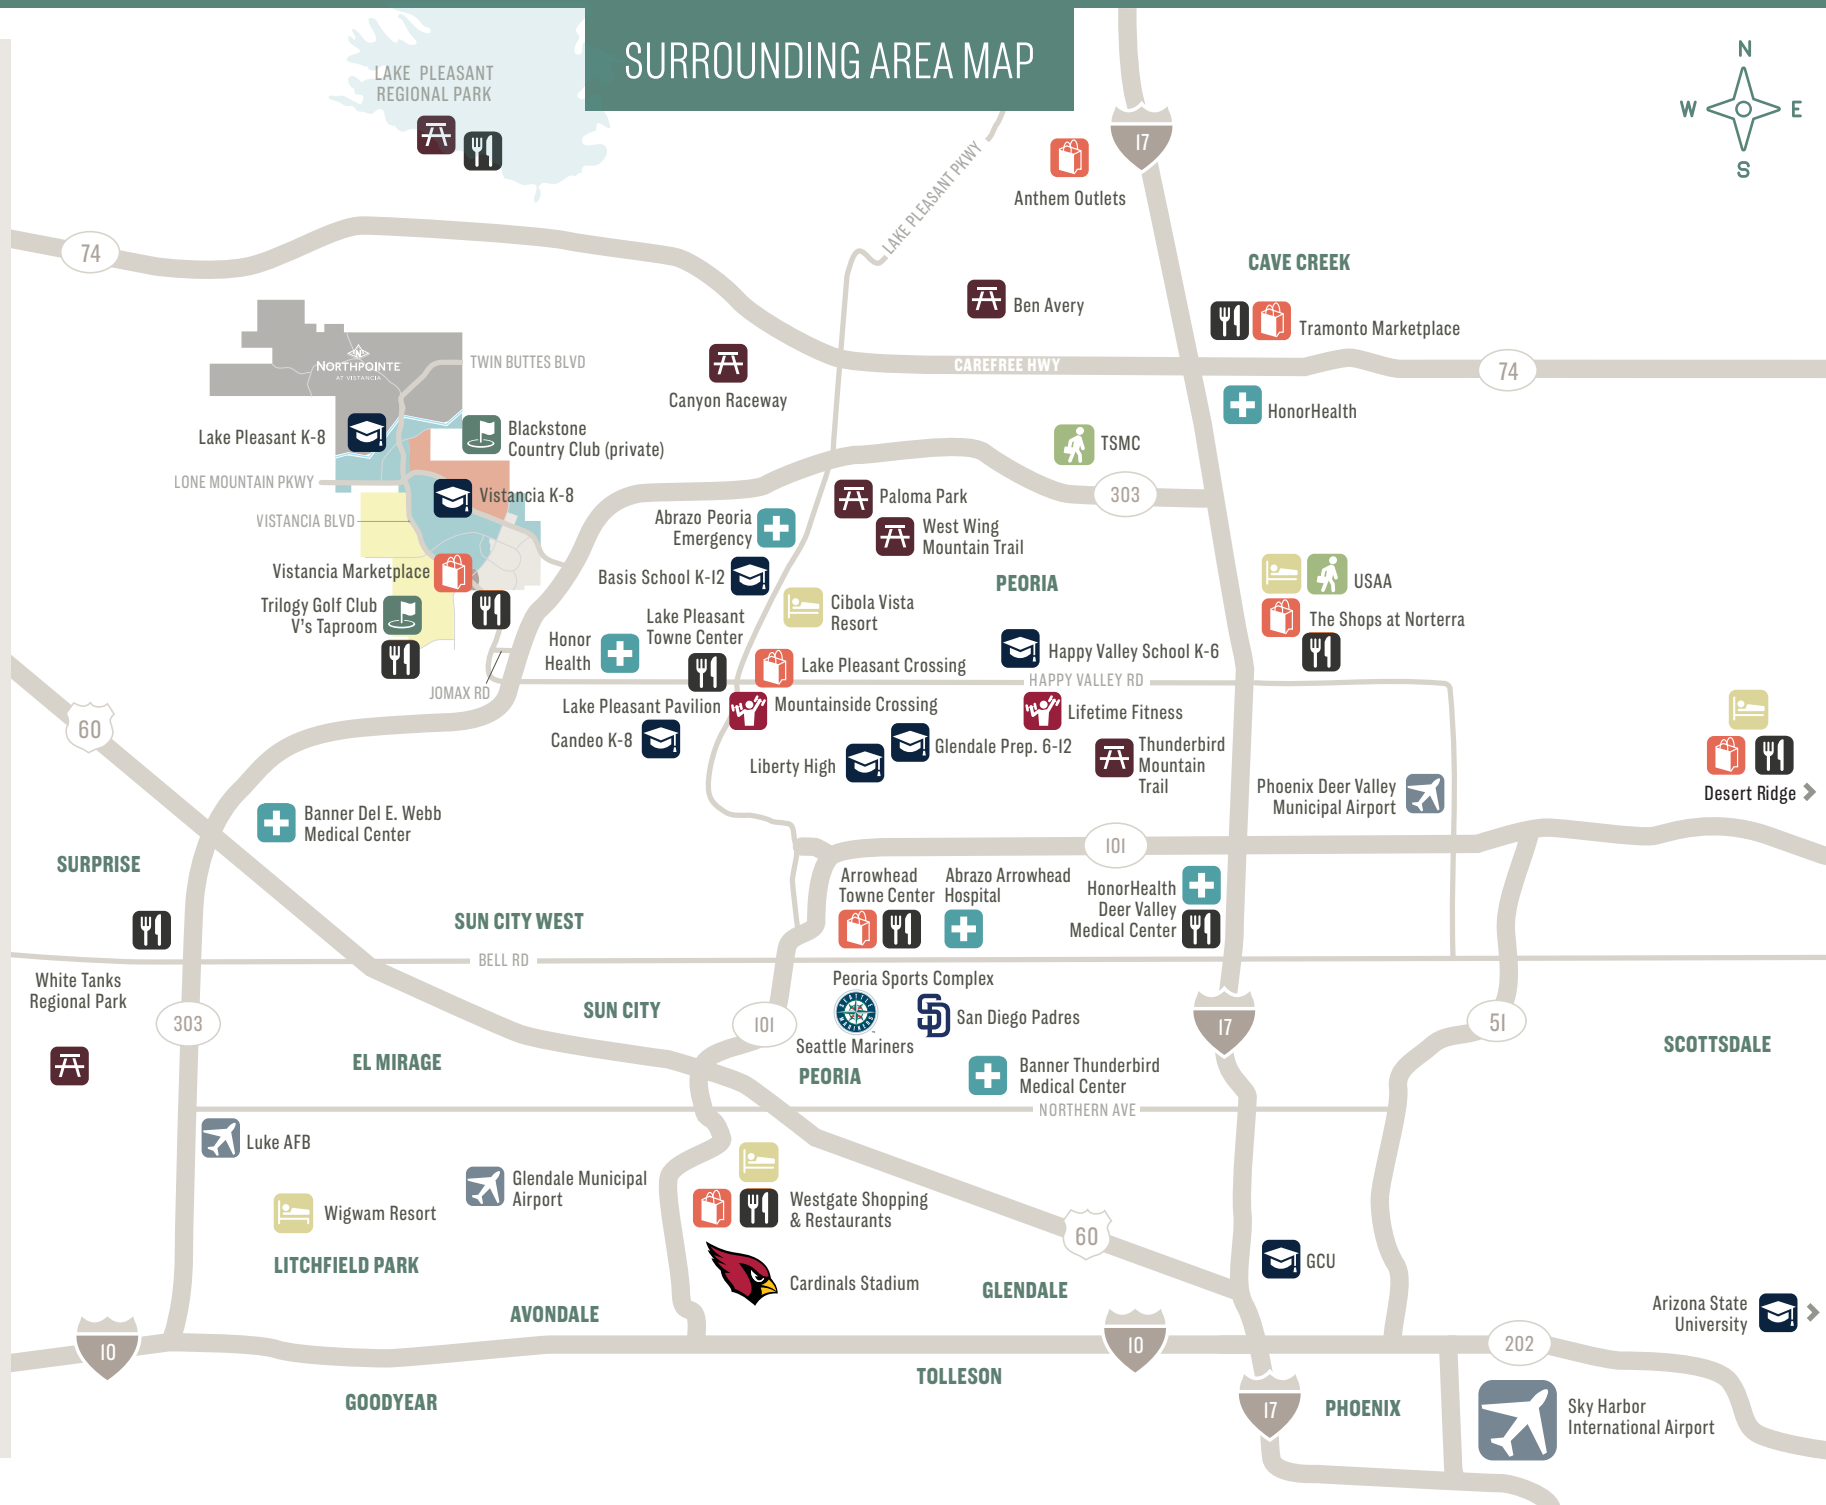 SURROUNDING AREA MAP
N
W
E
S
LAKE PLEASANT
REGIONAL PARK
17
LAKE PLEASANT PKWY
Anthem Outlets
74
CAVE CREEK
Ben Avery
Tramonto Marketplace
NORTHPOINTE
AT VISTANCIA
TWIN BUTTES BLVD
CAREFREE HWY
74
Canyon Raceway
HonorHealth
Lake Pleasant K-8
Blackstone
Country Club (private)
TSMC
LONE MOUNTAIN PKWY
Vistancia K-8
303
Paloma Park
VISTANCIA BLVD
Abrazo Peoria
Emergency
West Wing
Mountain Trail
Vistancia Marketplace
Basis School K-12
PEORIA
USAA
Trilogy Golf Club
V's Taproom
Lake Pleasant
Towne Center
Cibola Vista
Resort
The Shops at Norterra
Honor
Health
Lake Pleasant Crossing
Happy Valley School K-6
JOMAX RD
HAPPY VALLEY RD
Lake Pleasant Pavilion
Mountainside Crossing
Lifetime Fitness
60
Candeo K-8
Liberty High
Glendale Prep. 6-12
Thunderbird
Mountain
Trail
Phoenix Deer Valley
Municipal Airport
Desert Ridge
Banner Del E. Webb
Medical Center
101
SURPRISE
Arrowhead
Towne Center
Abrazo Arrowhead
Hospital
HonorHealth
Deer Valley
Medical Center
SUN CITY WEST
BELL RD
White Tanks
Regional Park
Peoria Sports Complex
303
SUN CITY
101
SEATTLE
MARINERS
SD
San Diego Padres
17
51
Seattle Mariners
SCOTTSDALE
EL MIRAGE
PEORIA
Banner Thunderbird
Medical Center
NORTHERN AVE
Luke AFB
Glendale Municipal
Airport
Wigwam Resort
Westgate Shopping
& Restaurants
60
LITCHFIELD PARK
GCU
Cardinals Stadium
GLENDALE
AVONDALE
Arizona State
University
10
10
202
TOLLESON
GOODYEAR
17
PHOENIX
Sky Harbor
International Airport